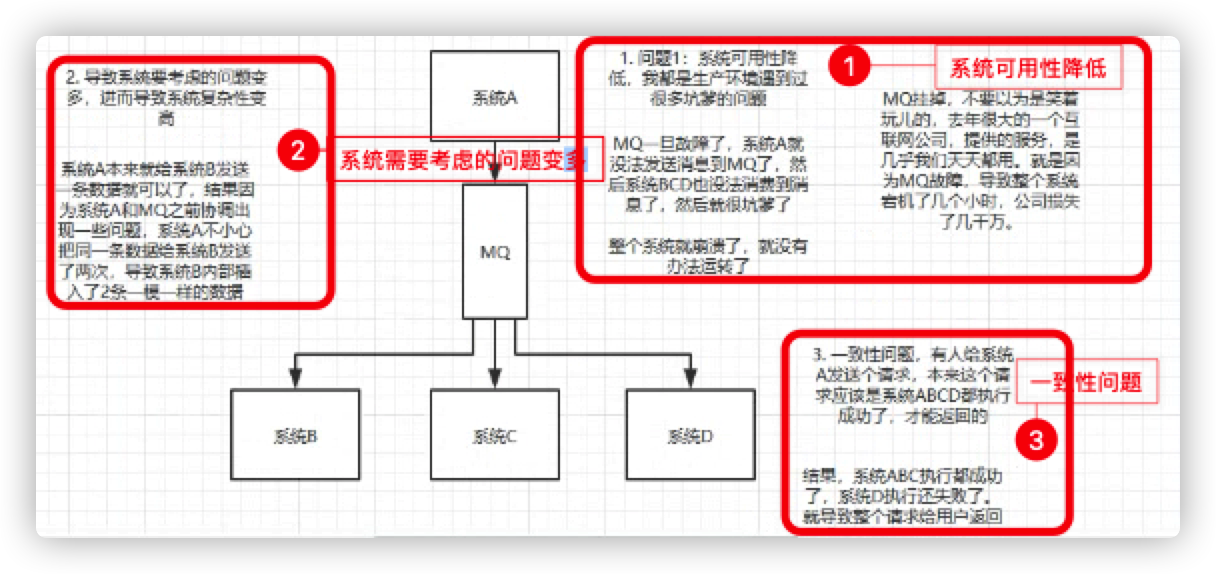 2. 导致系统要考虑的问题变
多，进而导致系统复杂性变
高
系统A本来就给系统B发送
一条数据就可以了，结果因
为系统A和MQ之前协调出
现一些问题，系统A不小心
把同一条数据给系统B发送
了两次，导致系统B内部插
入了2条一模一样的数据
2
系统需要考虑的问题变多
系统A
MQ
系统B
系统C
系统D
1. 问题1：系统可用性降
低，我都是生产环境遇到过
很多坑爹的问题
MQ一旦故障了，系统A就
没法发送消息到MQ了，然
后系统BCD也没法消费到消
息了，然后就很坑爹了
整个系统就崩溃了，就没有
办法运转了
1
系统可用性降低
MQ挂掉，不要以为是笑着
玩儿的，去年很大的一个互
联网公司，提供的服务，是
几乎我们天天都用。就是因
为MQ故障，导致整个系统
宕机了几个小时，公司损失
了几千万。
3. 一致性问题，有人给系统
A发送个请求，本来这个请
求应该是系统ABCD都执行
成功了，才能返回的
结果，系统ABC执行都成功
了，系统D执行还失败了。
就导致整个请求给用户返回
一致性问题
3